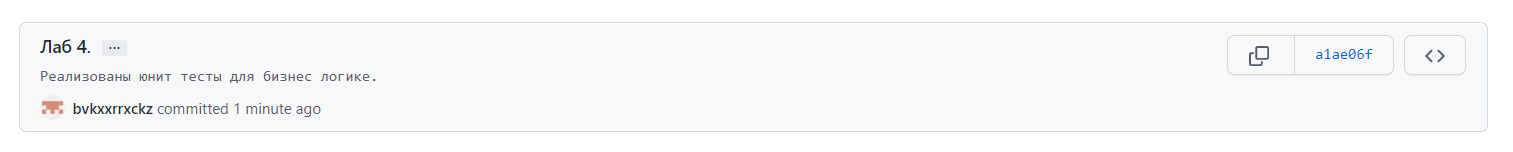 Лаб 4. ...
a1ae06f
Реализованы юнит тесты для бизнес логике.
bvkxxrrxckz committed 1 minute ago